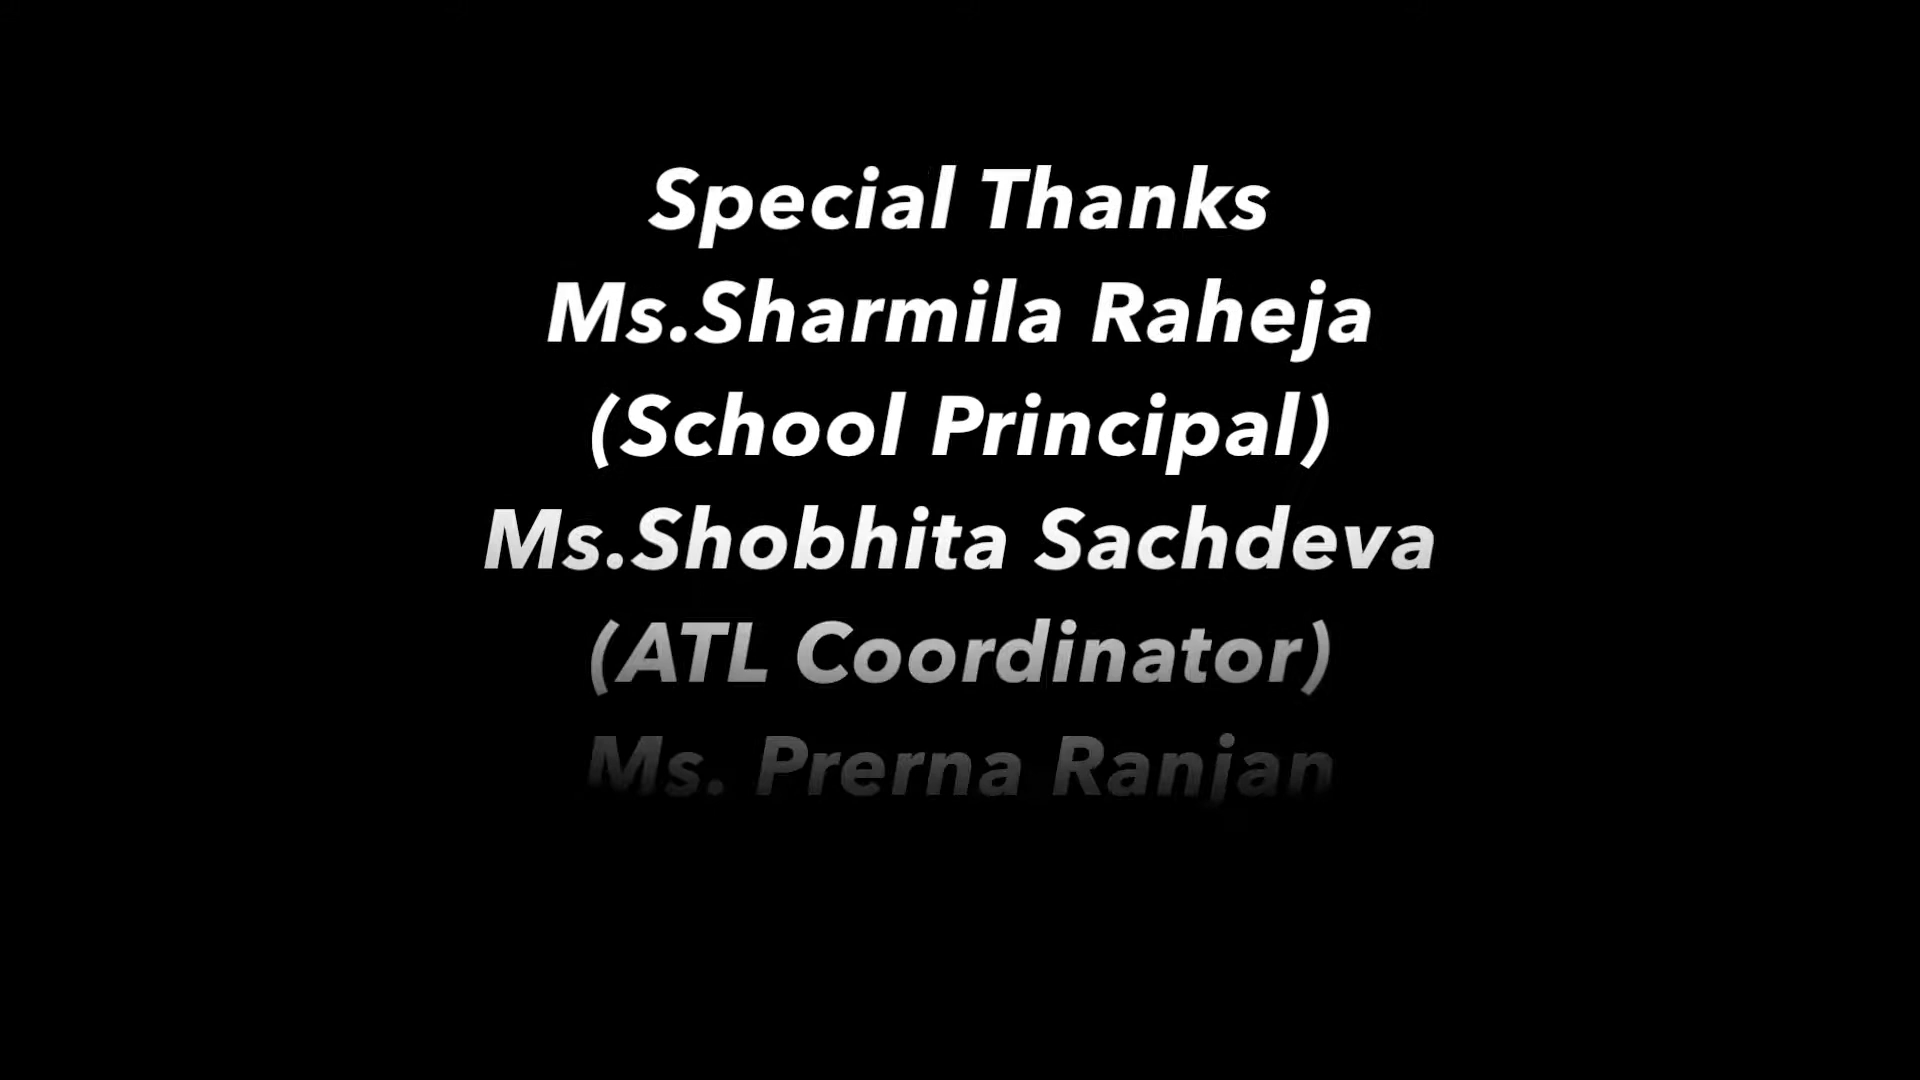 Special Thanks
Ms.Sharmila Raheja
(School Principal)
Ms.Shobhita Sachdeva
(ATL Coordinator)
Ms. Prerna Ranjan